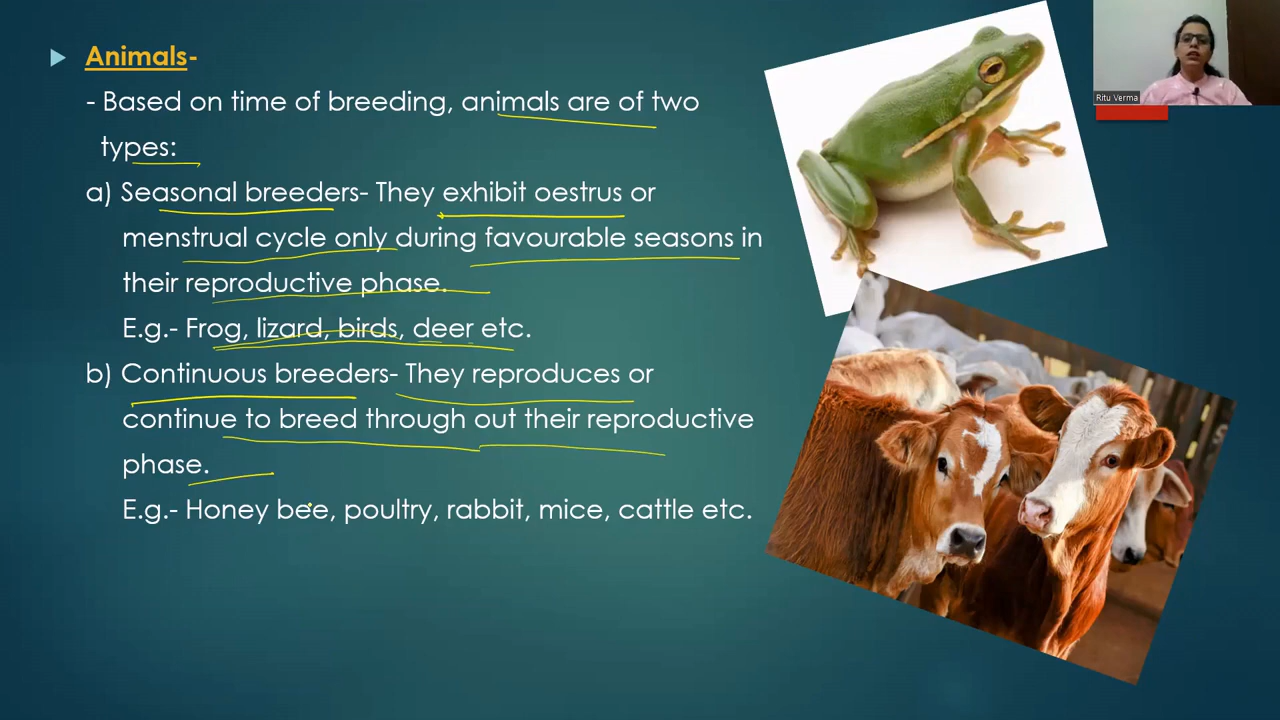 Animals-
- Based on time of breeding, animals are of two
types:
a) Seasonal breeders- They exhibit oestrus or
menstrual cycle only during favourable seasons in
their reproductive phase.
E.g.- Frog, lizard, birds, deer etc.
b) Continuous breeders- They reproduces or
continue to breed through out their reproductive
phase.
E.g.- Honey bee, poultry, rabbit, mice, cattle etc.
Ritu Verma